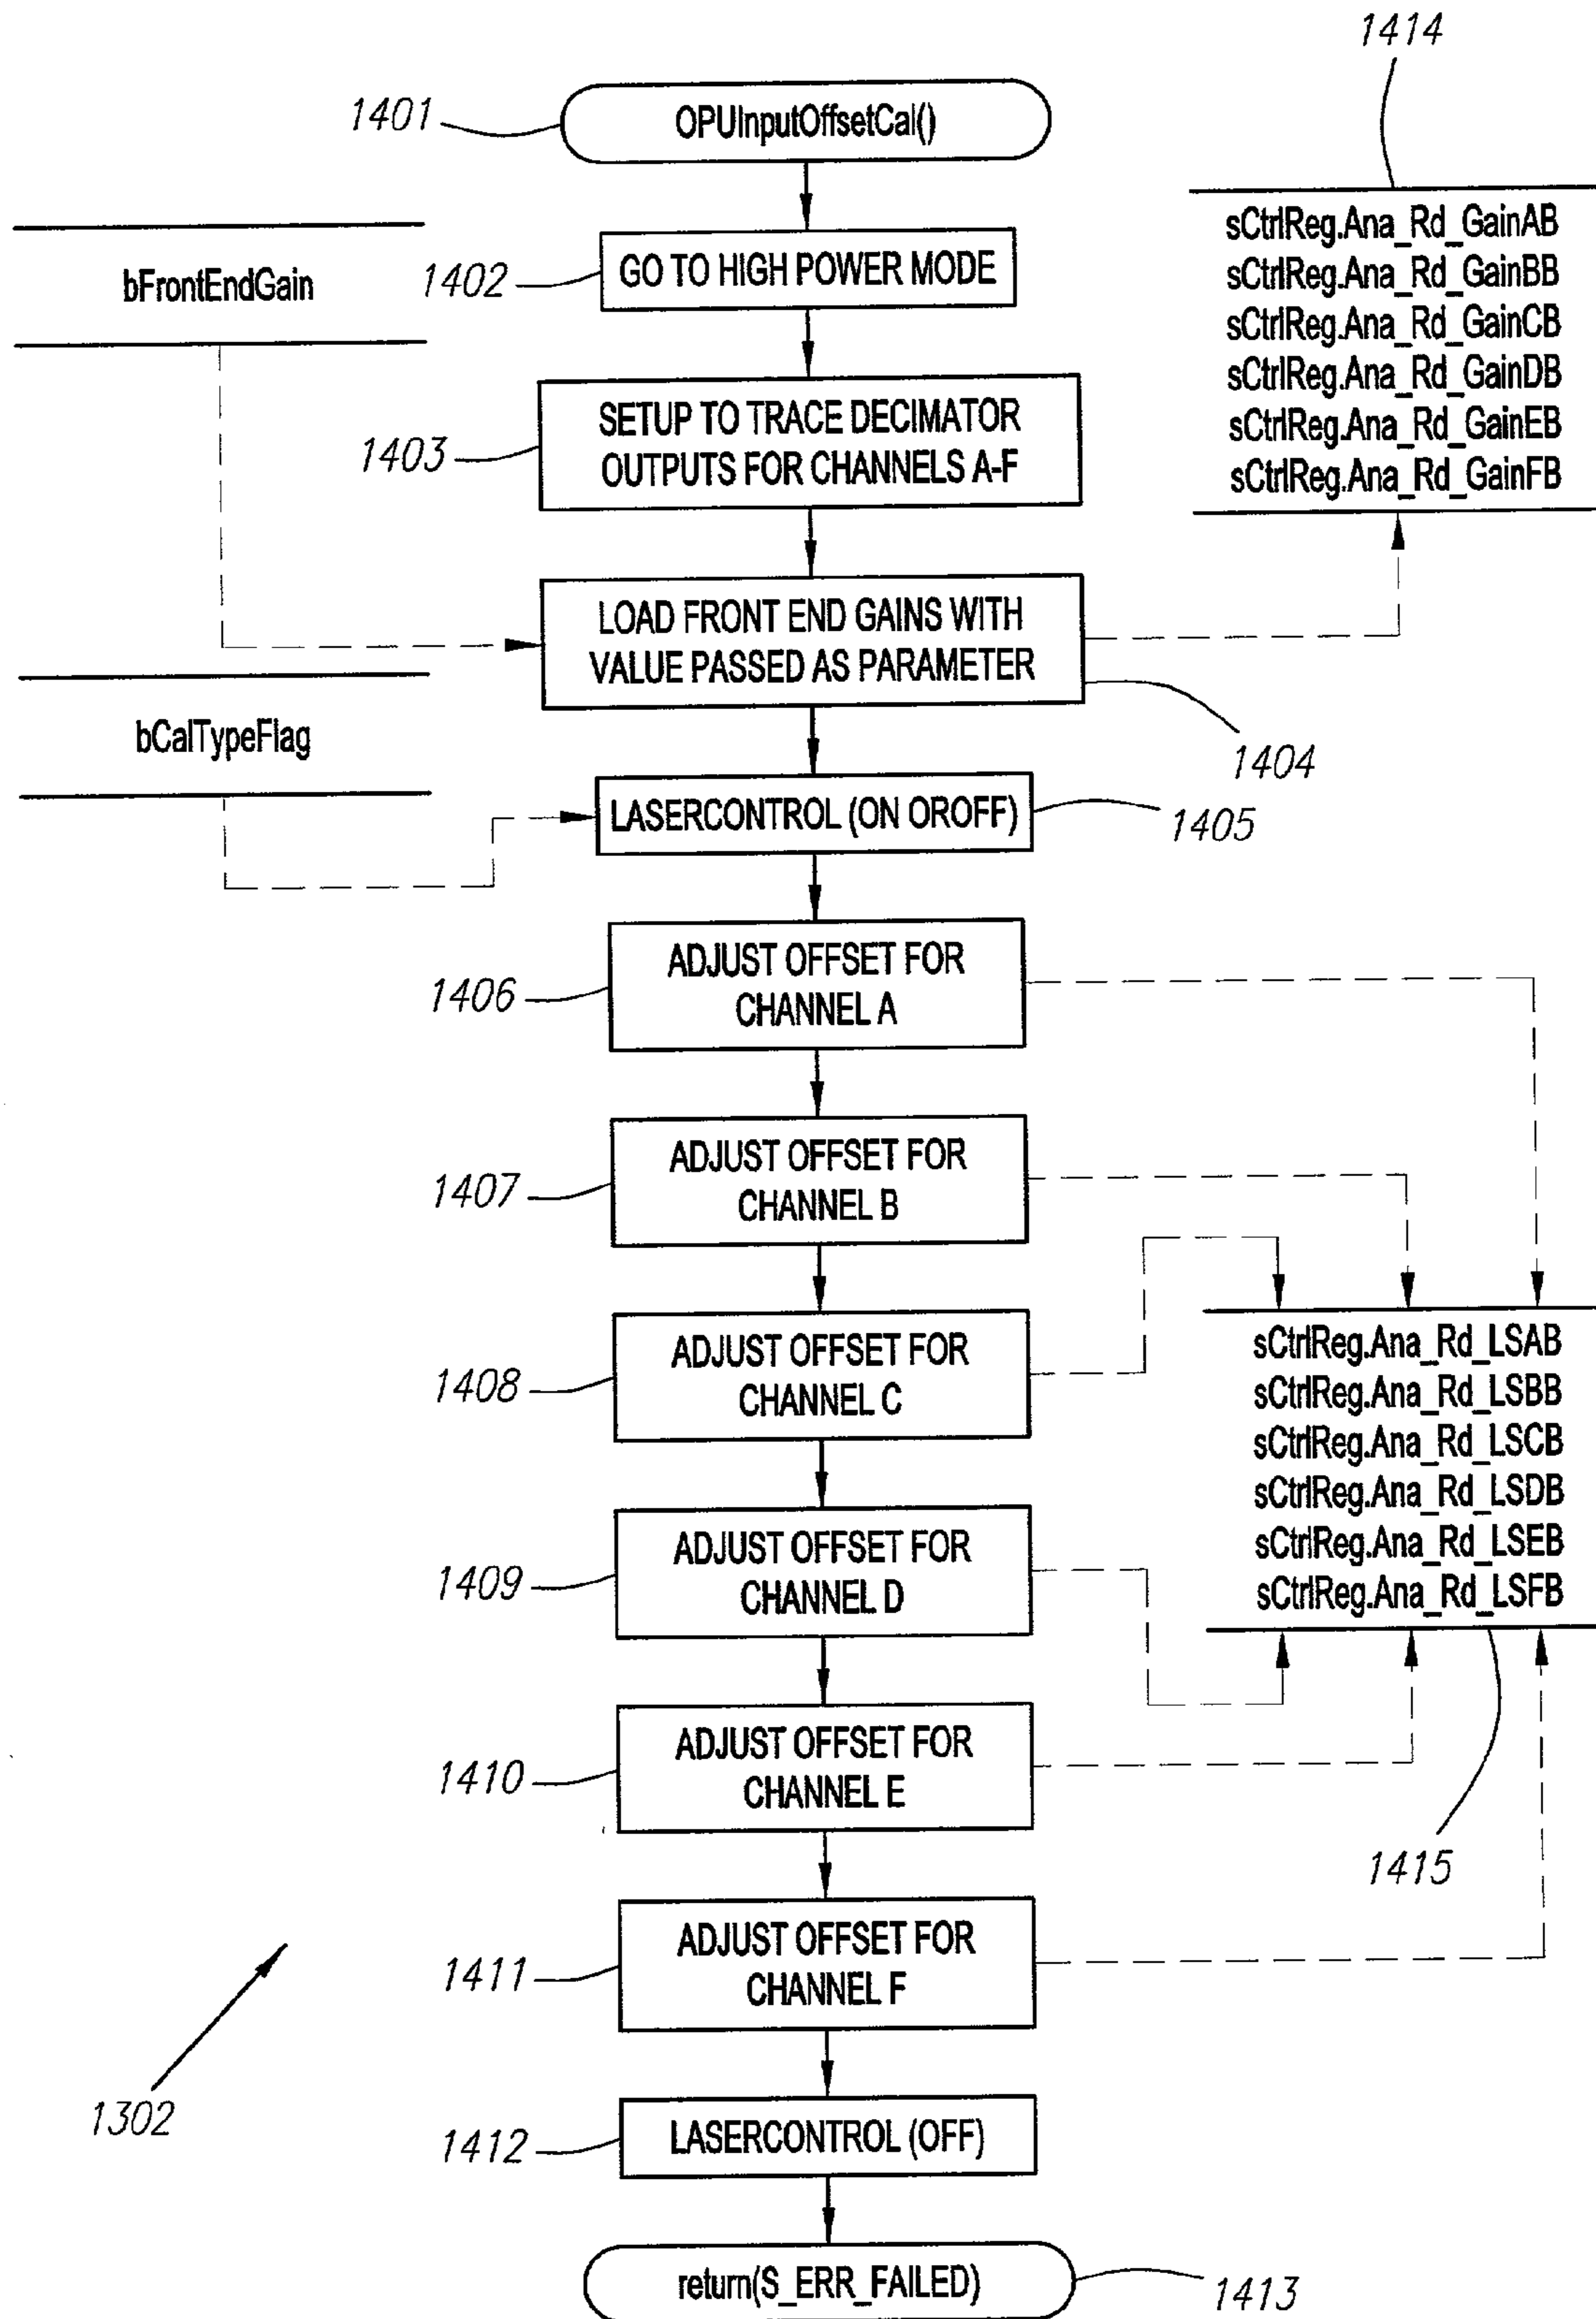 1414
1401
OPUInputOffsetCal()
sCtrlReg.Ana_Rd_GainAB
sCtrlReg.Ana_Rd_GainBB
sCtrlReg.Ana_Rd_GainCB
sCtrlReg.Ana_Rd_GainDB
sCtrlReg.Ana_Rd_GainEB
sCtrlReg.Ana_Rd_GainFB
bFrontEndGain
1402
GO TO HIGH POWER MODE
1403
SETUP TO TRACE DECIMATOR
OUTPUTS FOR CHANNELS A-F
LOAD FRONT END GAINS WITH
VALUE PASSED AS PARAMETER
1404
bCalTypeFlag
LASERCONTROL (ON OROFF)
1405
1406
ADJUST OFFSET FOR
CHANNEL A
1407
ADJUST OFFSET FOR
CHANNEL B
1408
ADJUST OFFSET FOR
CHANNEL C
sCtrlReg.Ana_Rd_LSAB
sCtrlReg.Ana_Rd_LSBB
sCtrlReg.Ana_Rd_LSCB
sCtrlReg.Ana_Rd_LSDB
sCtrlReg.Ana_Rd_LSEB
sCtrlReg.Ana_Rd_LSFB
1409
ADJUST OFFSET FOR
CHANNEL D
1410
ADJUST OFFSET FOR
CHANNEL E
1415
1411
ADJUST OFFSET FOR
CHANNEL F
1302
1412
LASERCONTROL (OFF)
return(S_ERR_FAILED)
1413